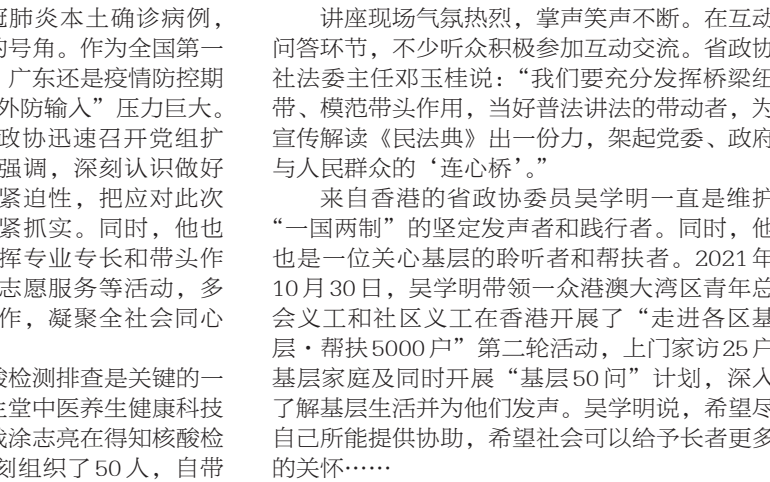 冠肺炎本土确诊病例，
的号角。作为全国第一
广东还是疫情防控期
外防输入”压力巨大。
政协迅速召开党组扩
强调，深刻认识做好
紧迫性，把应对此次
紧抓实。同时，他也
挥专业专长和带头作
志愿服务等活动，多
作，凝聚全社会同心
酸检测排查是关键的一
生堂中医养生健康科技
战涂志亮在得知核酸检
刻组织了50人，自带
讲座现场气氛热烈，掌声笑声不断。在互动
问答环节，不少听众积极参加互动交流。省政协
社法委主任邓玉桂说：“我们要充分发挥桥梁纽
带、模范带头作用，当好普法讲法的带动者，为
宣传解读《民法典》出一份力，架起党委、政府
与人民群众的‘连心桥’。”
来自香港的省政协委员吴学明一直是维护
“一国两制”的坚定发声者和践行者。同时，他
也是一位关心基层的聆听者和帮扶者。2021年
10月30日，吴学明带领一众港澳大湾区青年总
会义工和社区义工在香港开展了“走进各区基
层·帮扶5000户”第二轮活动，上门家访25户
基层家庭及同时开展“基层50问”计划，深入
了解基层生活并为他们发声。吴学明说，希望尽
自己所能提供协助，希望社会可以给予长者更多
的关怀……